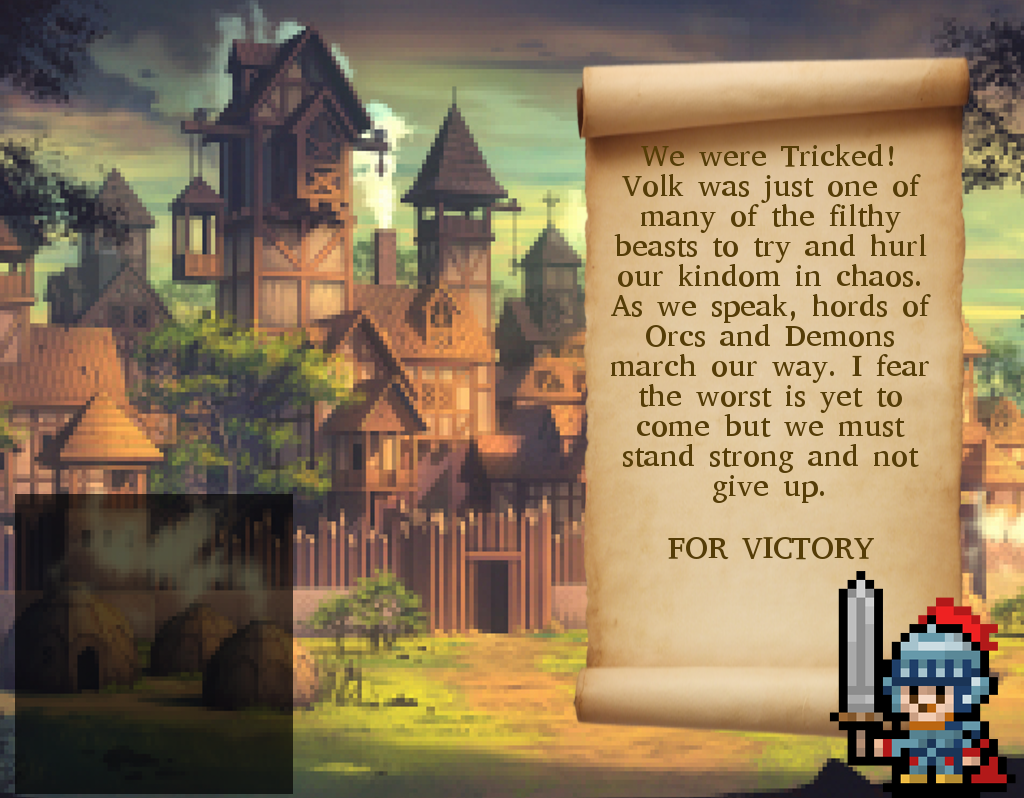 We were Tricked!
Volk was just one of
many of the filthy
beasts to try and hurl
our kindom in chaos.
As we speak, hords of
Orcs and Demons
march our way. I fear
the worst is yet to
come but we must
stand strong and not
give up.
FOR VICTORY